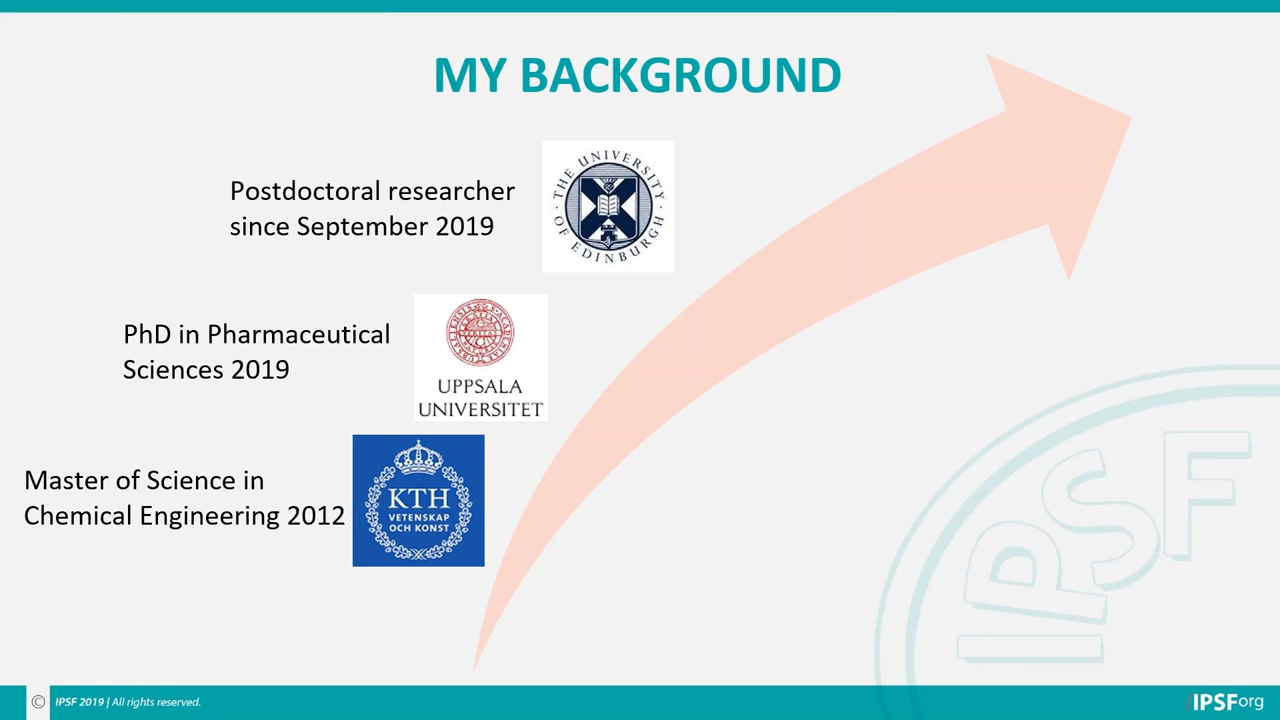 MY BACKGROUND
Postdoctoral researcher
since September 2019
THE UNIVERSITY OF EDINBURGH
PhD in Pharmaceutical
Sciences 2019
UPPSALA
UNIVERSITET
Master of Science in
Chemical Engineering 2012
KTH
VETENSKAP
OCH KONST
IPSF
© IPSF 2019 | All rights reserved.
/IPSForg